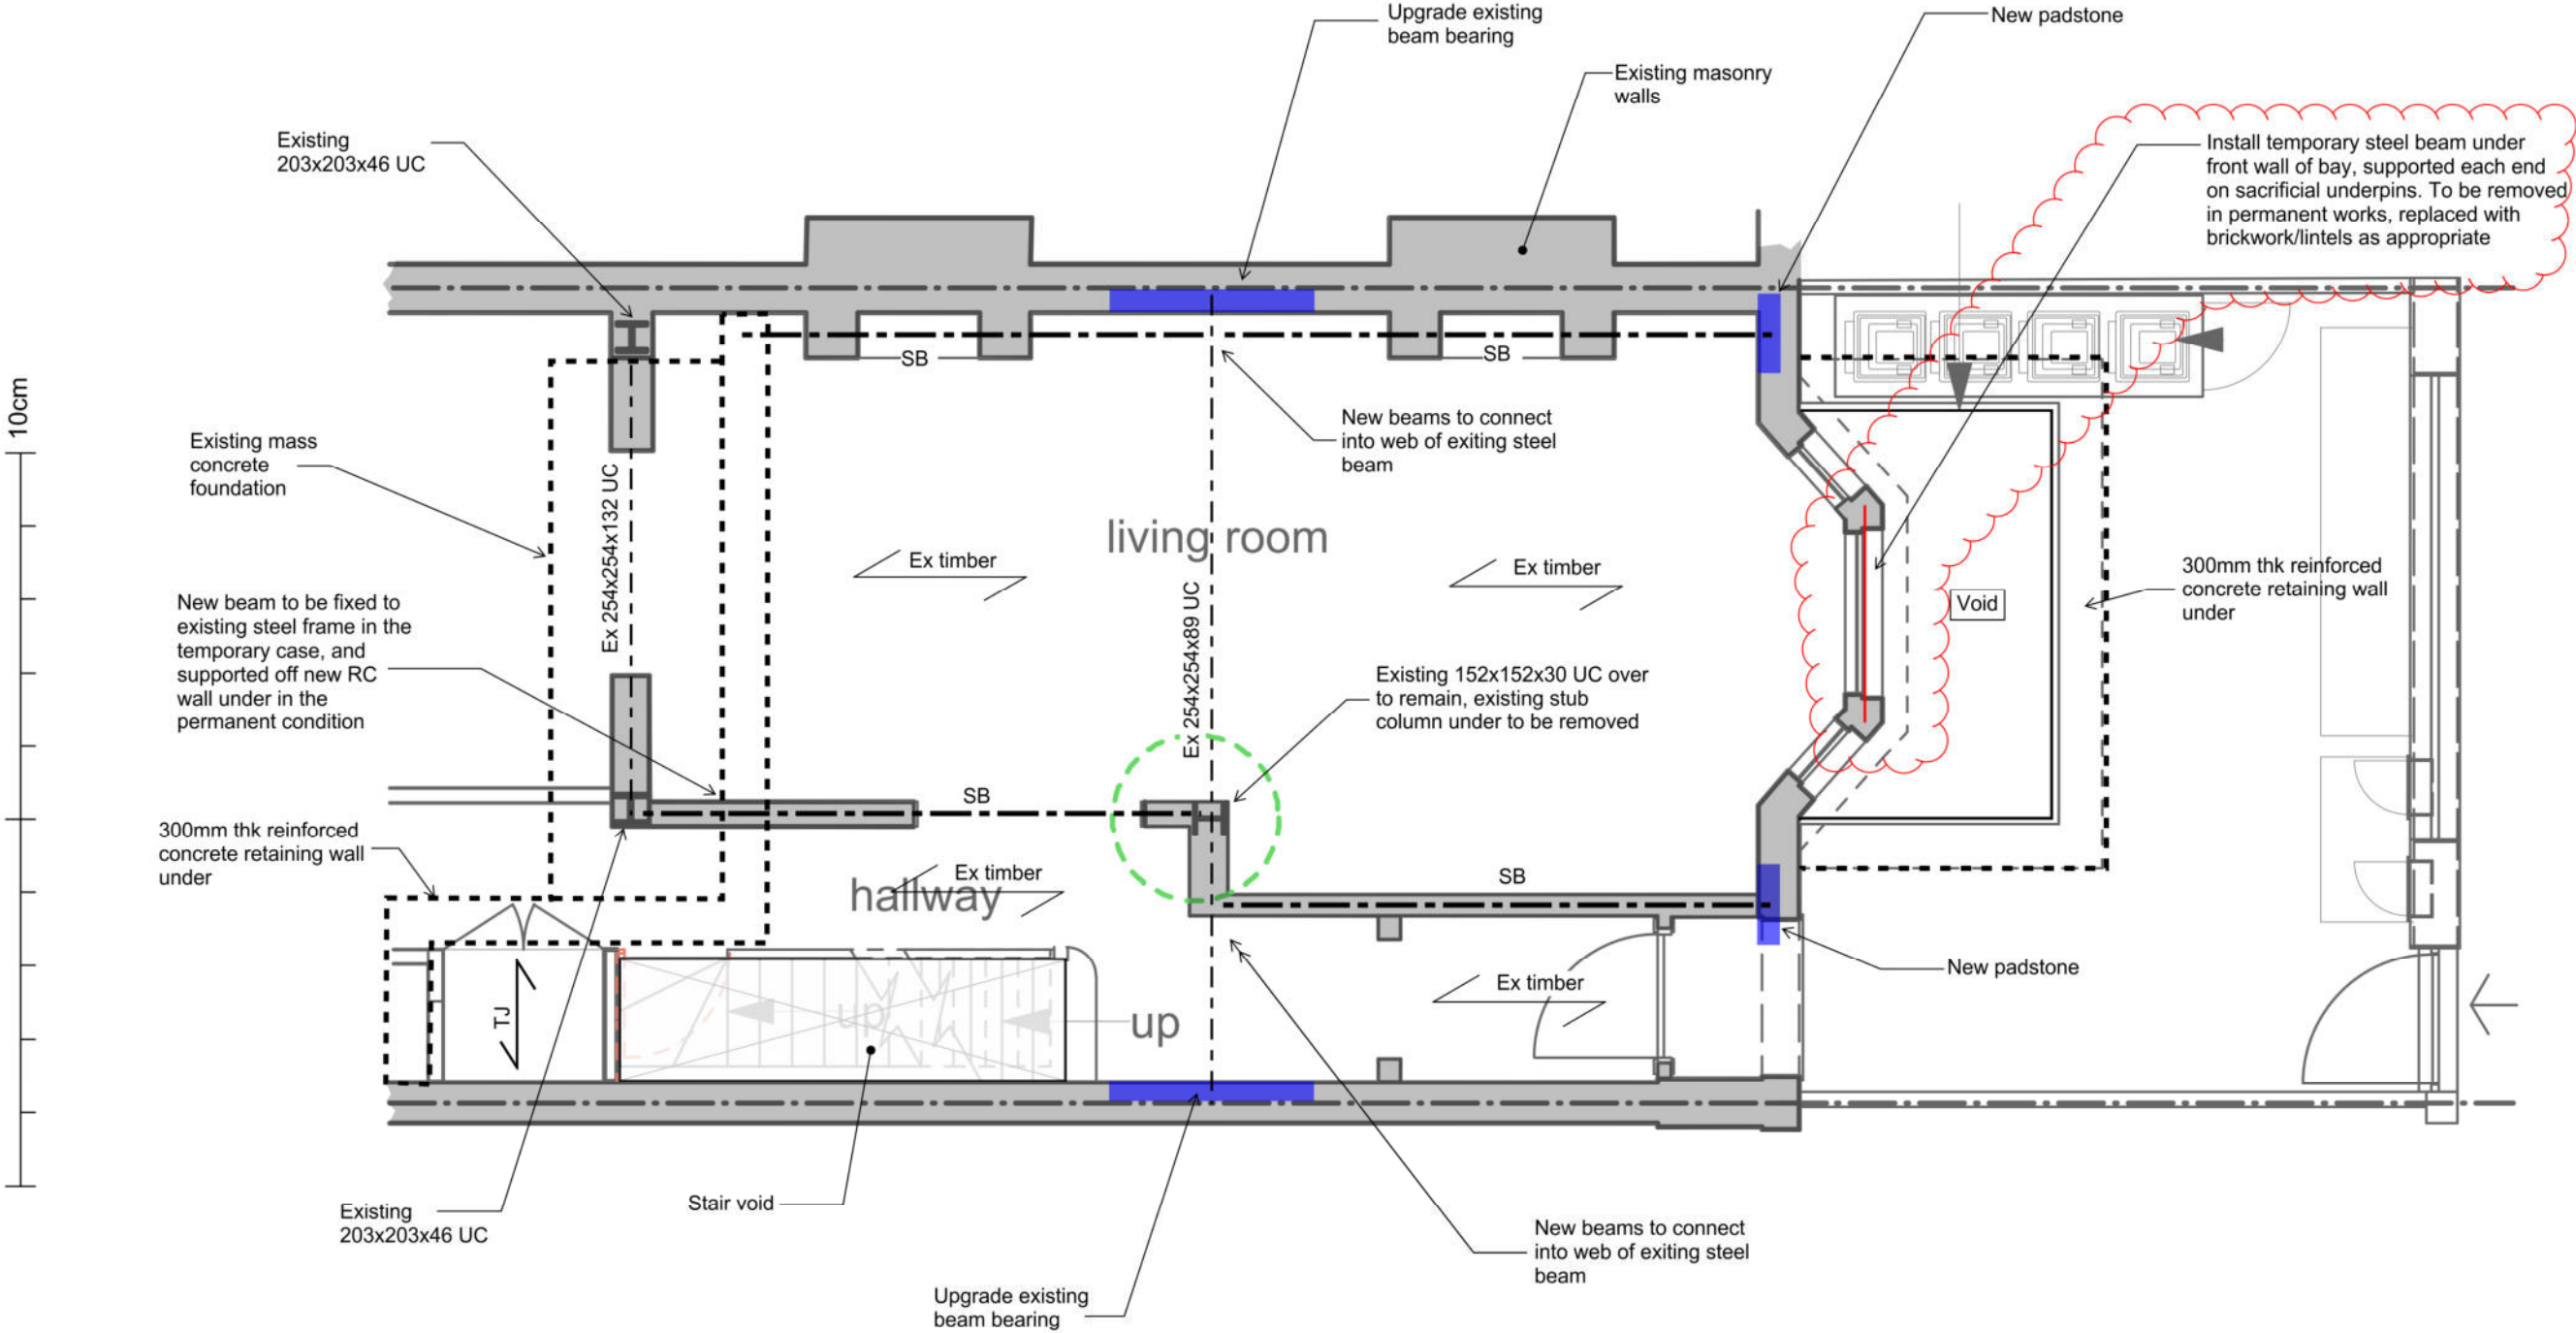 Upgrade existing
beam bearing
New padstone
Existing masonry
walls
Existing
203x203x46 UC
Install temporary steel beam under
front wall of bay, supported each end
on sacrificial underpins. To be removed
in permanent works, replaced with
brickwork/lintels as appropriate
SB
SB
10cm
New beams to connect
into web of exiting steel
beam
Existing mass
concrete
foundation
Ex 254x254x132 UC
living room
Ex timber
Ex timber
300mm thk reinforced
concrete retaining wall
under
Void
New beam to be fixed to
existing steel frame in the
temporary case, and
supported off new RC
wall under in the
permanent condition
Ex 254x254x89 UC
Existing 152x152x30 UC over
to remain, existing stub
column under to be removed
SB
300mm thk reinforced
concrete retaining wall
under
Ex timber
hallway
SB
New padstone
Ex timber
TJ
up
up
Stair void
Existing
203x203x46 UC
New beams to connect
into web of exiting steel
beam
Upgrade existing
beam bearing